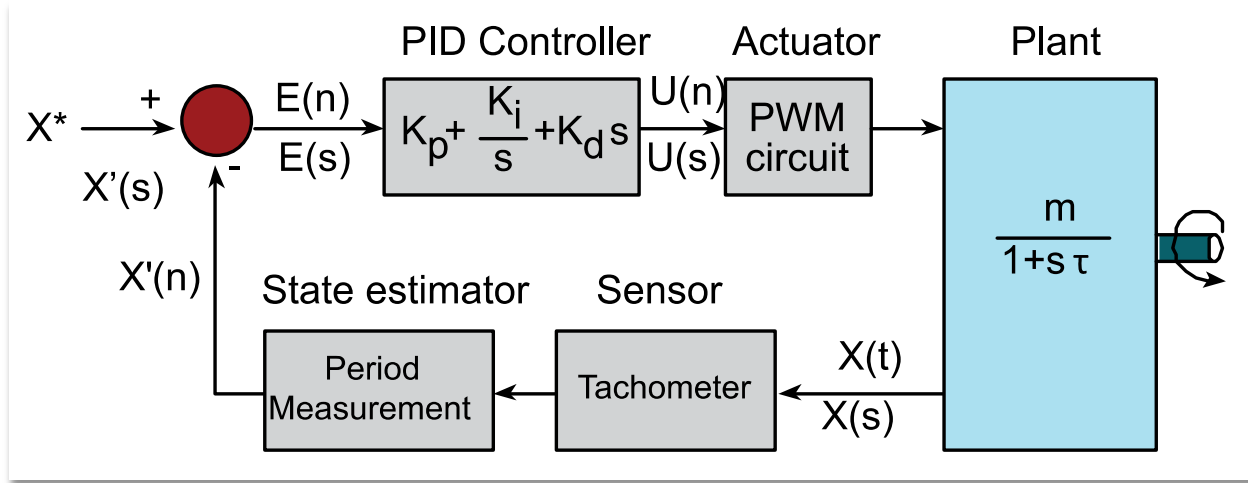 PID Controller
Actuator
Plant
X*
+
-
X’(s)
E(n)
E(s)
Kp+ Ki/s +Kd s
U(n)
U(s)
PWM
circuit
m
1+s τ
X'(n)
State estimator
Sensor
Period
Measurement
Tachometer
X(t)
X(s)